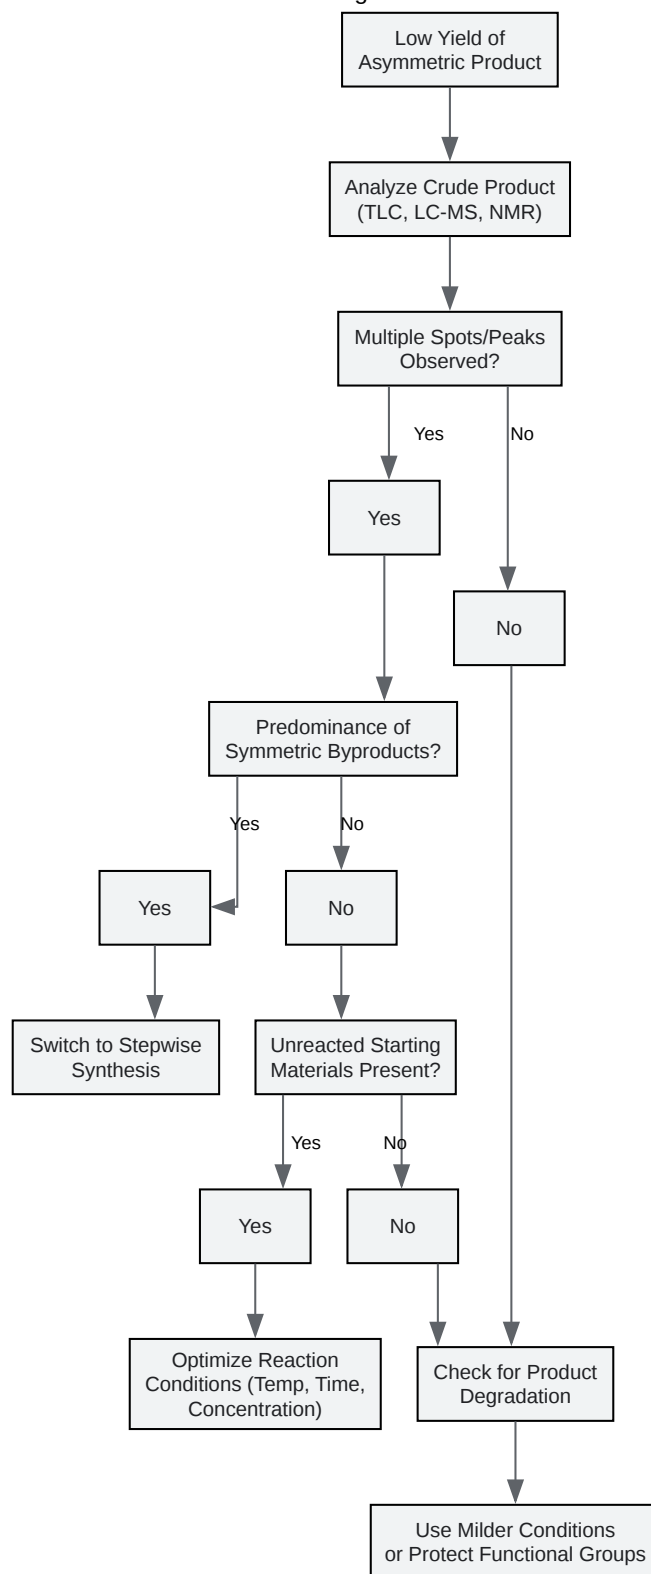 Low Yield of
Asymmetric Product
Analyze Crude Product
(TLC, LC-MS, NMR)
Multiple Spots/Peaks
Observed?
Yes
No
Yes
No
Predominance of
Symmetric Byproducts?
Yes
No
Yes
No
Switch to Stepwise
Synthesis
Unreacted Starting
Materials Present?
Yes
No
Yes
No
Optimize Reaction
Conditions (Temp, Time,
Concentration)
Check for Product
Degradation
Use Milder Conditions
or Protect Functional Groups